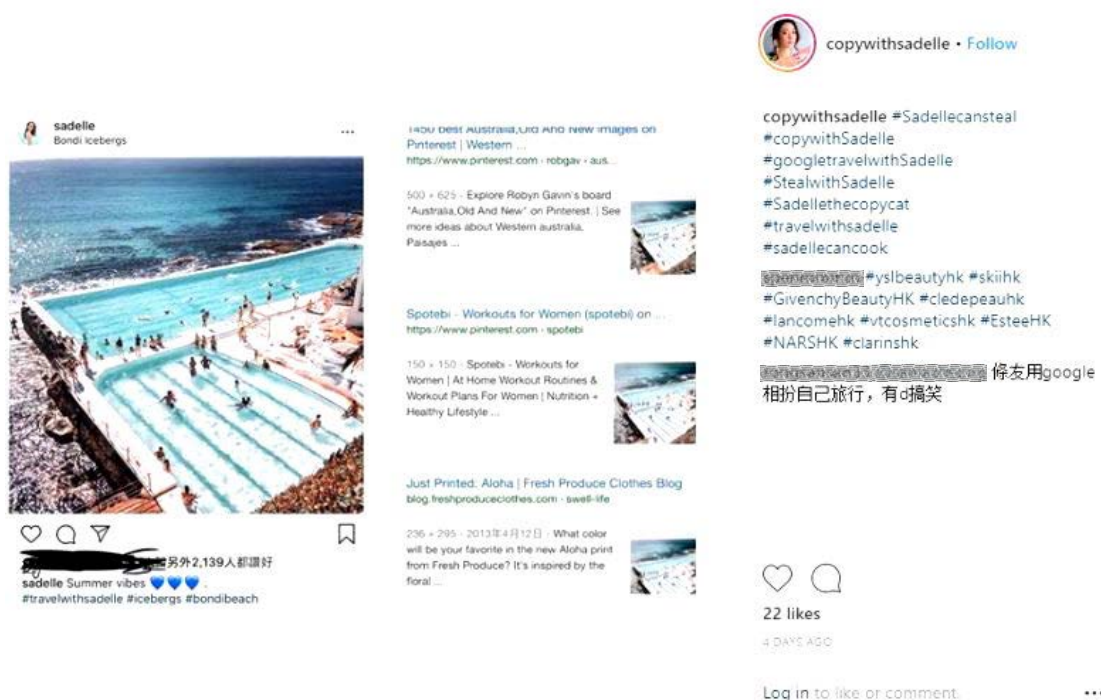 sadelle
Bondi Icebergs
另外2,139人都讚好
sadelle Summer vibes 💙💙💙 .
#travelwithsadelle #icebergs #bondibeach
1450 best Australia,Old And New images on
Pinterest | Western ...
https://www.pinterest.com › robgav › aus...
500 × 625 - Explore Robyn Gavin's board
"Australia,Old And New" on Pinterest. | See
more ideas about Western australia,
Paisajes ...
Spotebi - Workouts for Women (spotebi) on ...
https://www.pinterest.com › spotebi
150 × 150 - Spotebi - Workouts for
Women | At Home Workout Routines &
Workout Plans For Women | Nutrition +
Healthy Lifestyle ...
Just Printed: Aloha | Fresh Produce Clothes Blog
blog.freshproduceclothes.com › swell-life
236 × 295 - 2013年4月12日 - What color
will be your favorite in the new Aloha print
from Fresh Produce? It's inspired by the
floral ...
copywithsadelle • Follow
copywithsadelle #Sadellecansteal
#copywithSadelle
#googletravelwithSadelle
#StealwithSadelle
#Sadellethecopycat
#travelwithsadelle
#sadellecancook
#yslbeautyhk #skiihk
#GivenchyBeautyHK #cledepeauhk
#lancomehk #vtcosmeticshk #EsteeHK
#NARSHK #clarinshk
條友用google
相扮自己旅行，有d搞笑
22 likes
4 DAYS AGO
Log in to like or comment.